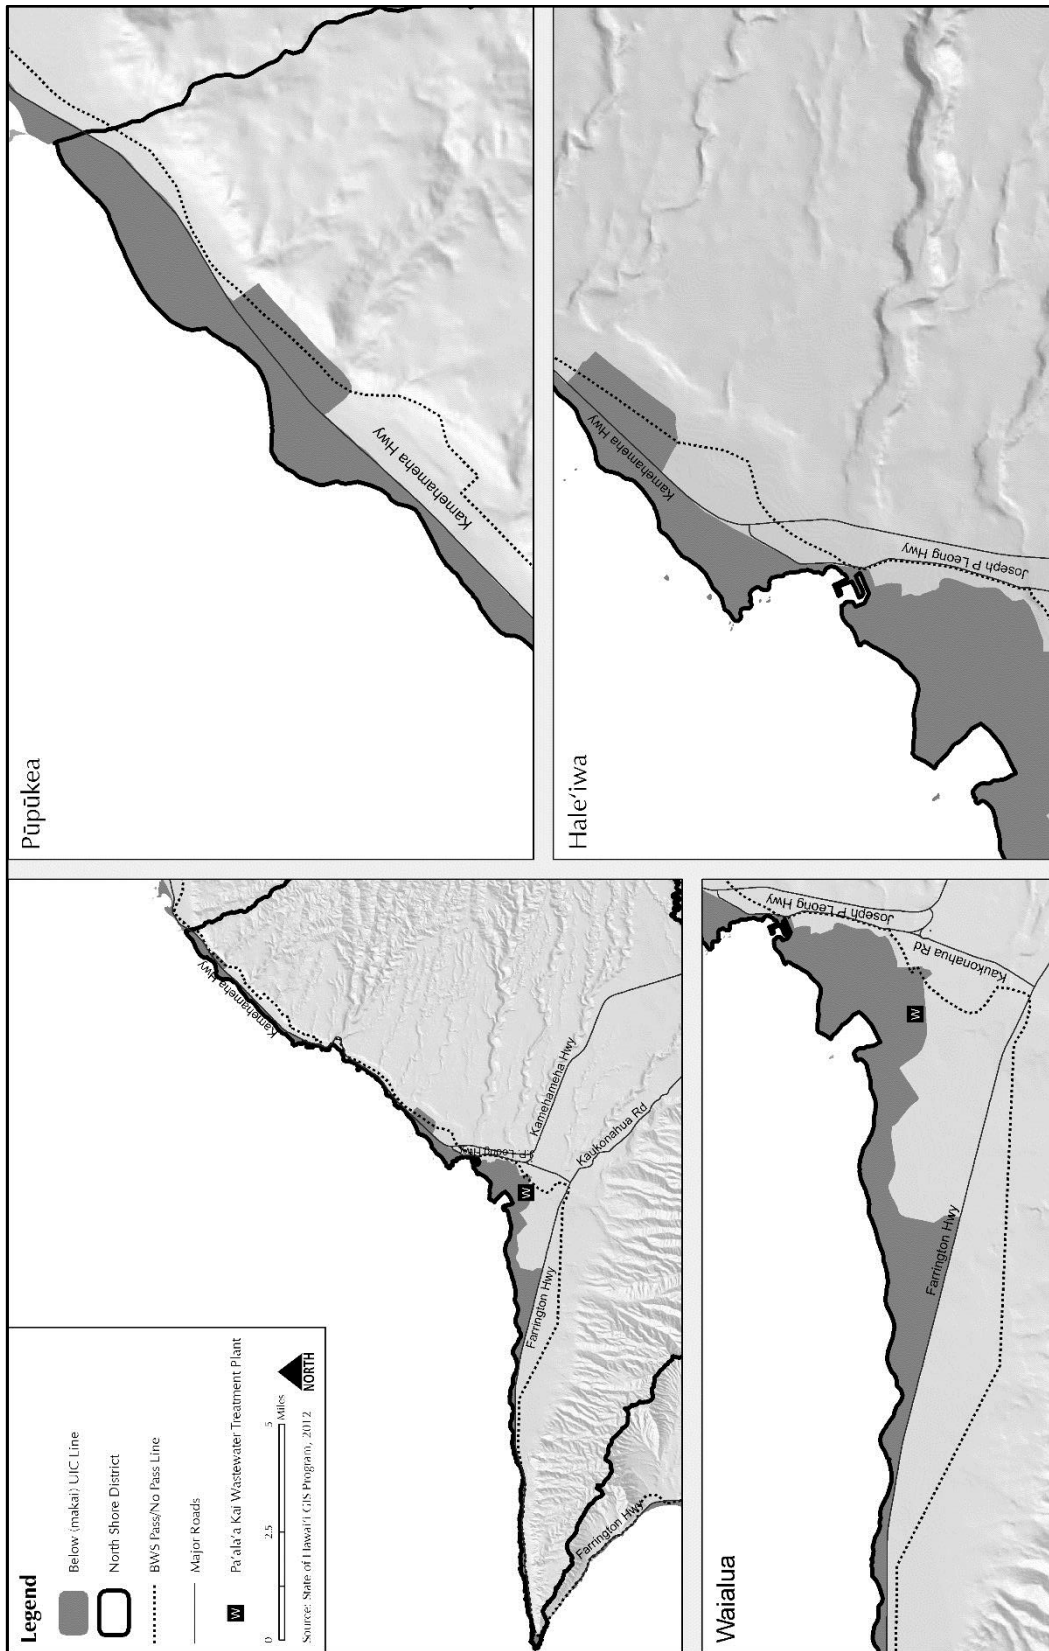 Legend
Below (makai) UIC Line
North Shore District
BWS Pass/No Pass Line
Major Roads
W
Pa'ala'a Kai Wastewater Treatment Plant
0
2.5
5
Miles
NORTH
Source: State of Hawai'i GIS Program, 2012
Kamehameha Hwy
J P Leong Hwy
Kamehameha Hwy
Kaukonahua Rd
W
Farrington Hwy
Farrington Hwy
Pūpūkea
Kamehameha Hwy
Waialua
Joseph P Leong Hwy
Kaukonahua Rd
W
Farrington Hwy
Hale'iwa
Kamehameha Hwy
Joseph P Leong Hwy